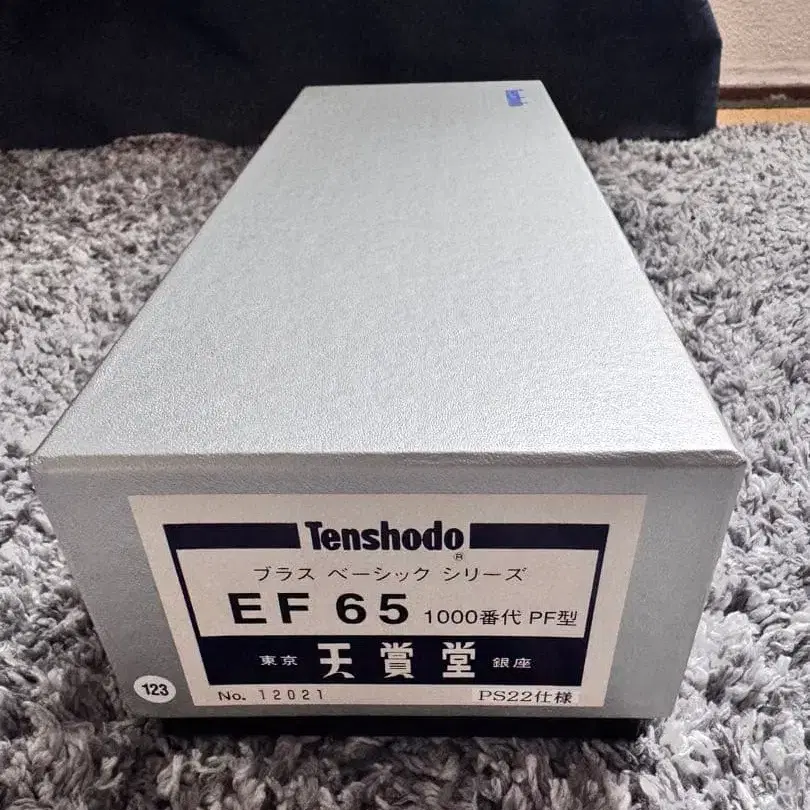 Tenshodo
Tenshodo®
ブラス ベーシック シリーズ
EF 65 1000番代 PF型
東京 天賞堂 銀座
123
No. 12021 PS22仕様